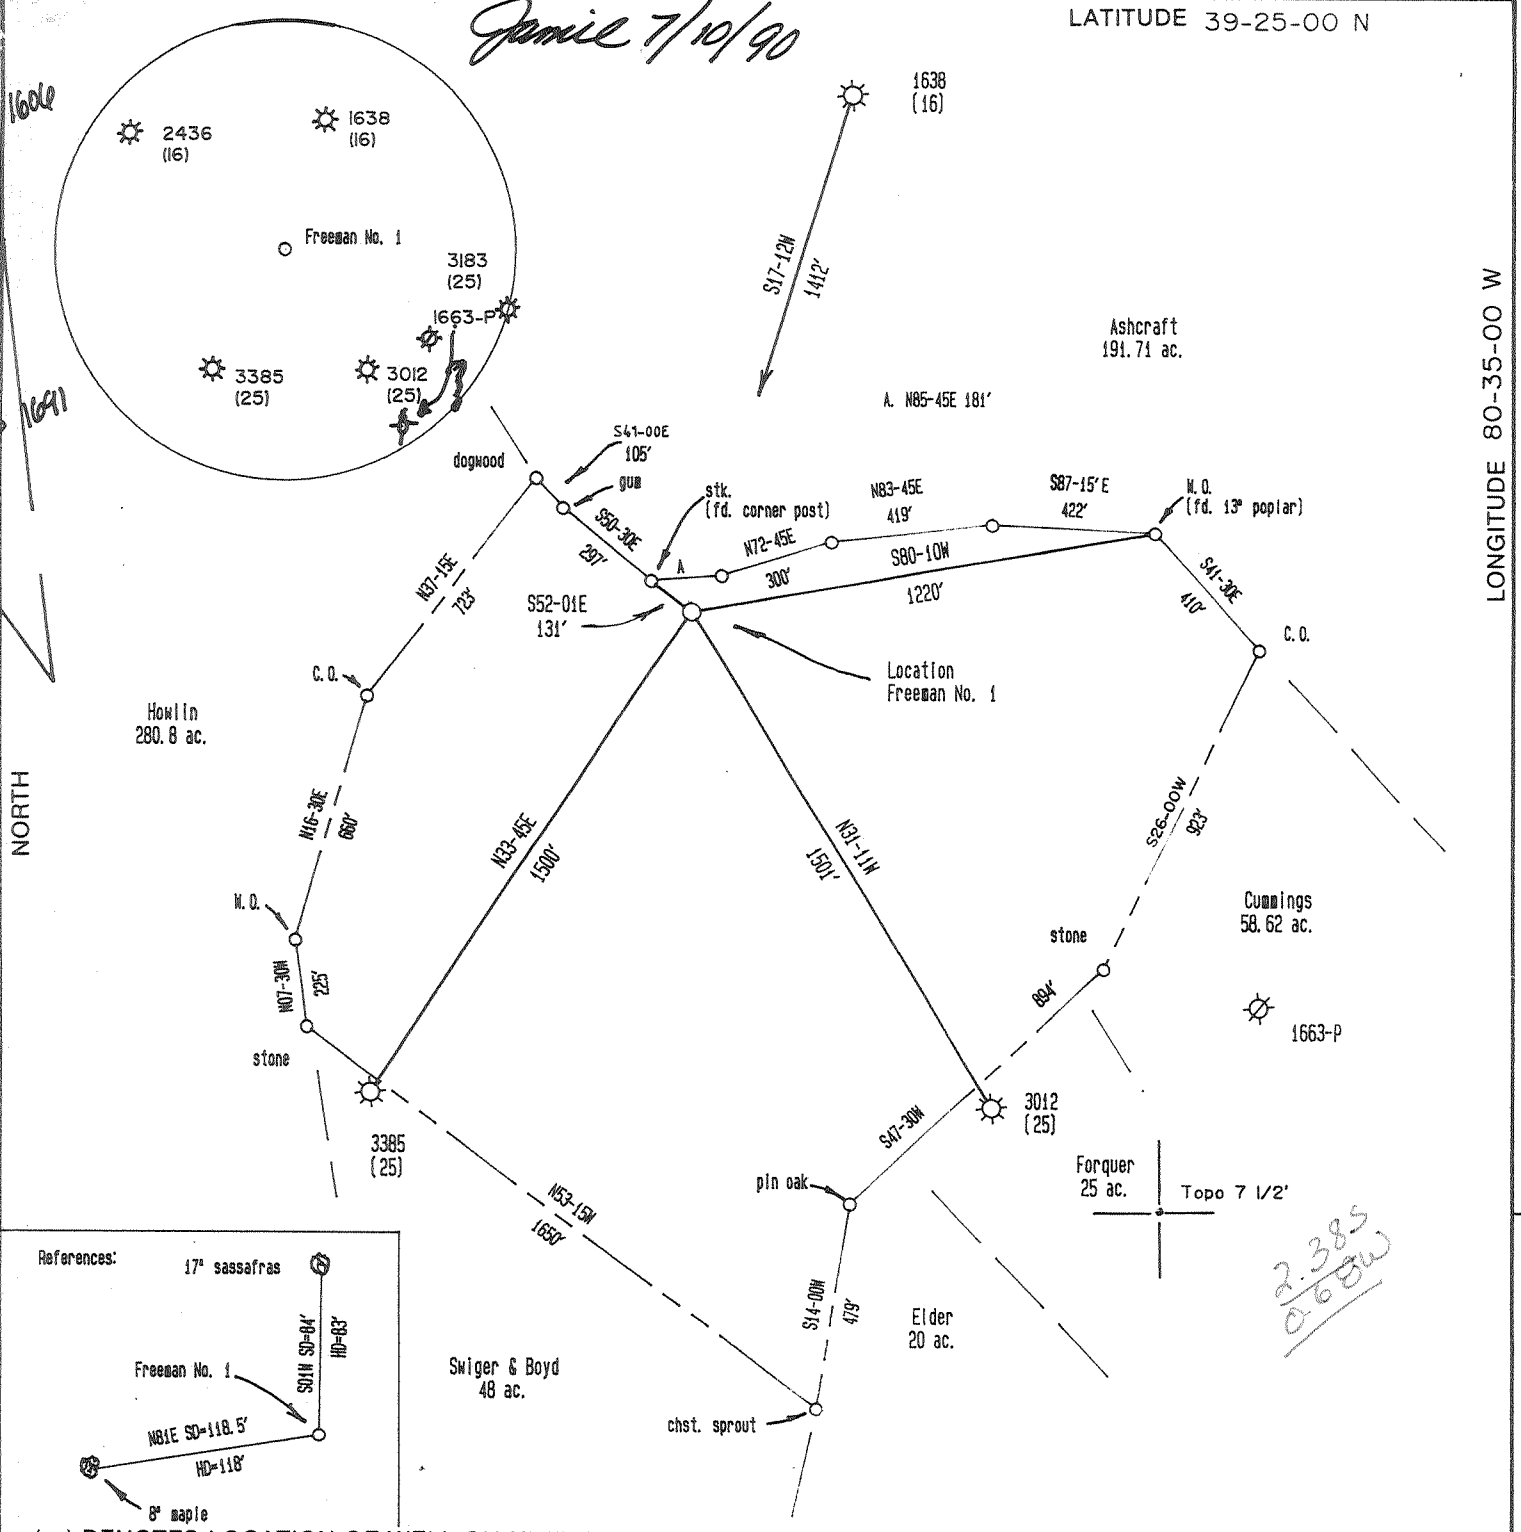 Jamie 7/10/90
LATITUDE 39-25-00 N
1606
1691
2436
(16)
1638
(16)
Freeman No. 1
3183
(25)
1663-P
3385
(25)
3012
(25)
1638
(16)
S17-12W
1412'
Ashcraft
191.71 ac.
LONGITUDE 80-35-00 W
A. N85-45E 181'
dogwood
S41-00E
105'
gum
stk.
(fd. corner post)
S50-30E
297'
A
N72-45E
300'
N83-45E
419'
S87-15'E
422'
W.O.
(fd. 13" poplar)
S80-10W
1220'
S52-01E
131'
S41-30E
410'
C.O.
Location
Freeman No. 1
N37-15E
723'
C.O.
Howlin
280.8 ac.
NORTH
N16-30E
660'
N33-45E
1500'
N31-11W
1501'
S26-00W
923'
W.O.
Cummings
58.62 ac.
stone
N07-30W
225'
894'
1663-P
stone
S47-30W
3012
(25)
3385
(25)
Forquer
25 ac.
Topo 7 1/2'
pin oak
N53-15W
1650'
2.38S
0.68W
References:
17" sassafras
S01W SD=84'
HD=83'
Freeman No. 1
N81E SD=118.5'
HD=118'
8" maple
S14-00W
479'
Elder
20 ac.
Swiger & Boyd
48 ac.
chst. sprout